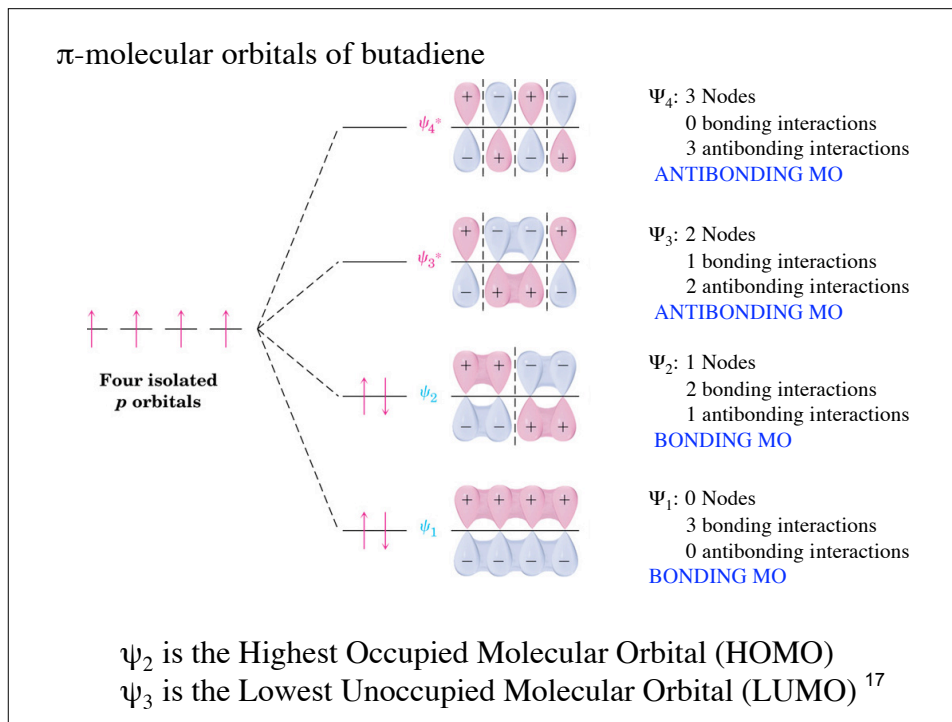 π-molecular orbitals of butadiene
+ − + −
ψ4*
− + − +
Ψ4: 3 Nodes
0 bonding interactions
3 antibonding interactions
ANTIBONDING MO
+ − − +
ψ3*
− + + −
Ψ3: 2 Nodes
1 bonding interactions
2 antibonding interactions
ANTIBONDING MO
Four isolated
p orbitals
+ + − −
ψ2
− − + +
Ψ2: 1 Nodes
2 bonding interactions
1 antibonding interactions
BONDING MO
+ + + +
ψ1
− − − −
Ψ1: 0 Nodes
3 bonding interactions
0 antibonding interactions
BONDING MO
ψ2 is the Highest Occupied Molecular Orbital (HOMO)
ψ3 is the Lowest Unoccupied Molecular Orbital (LUMO) 17